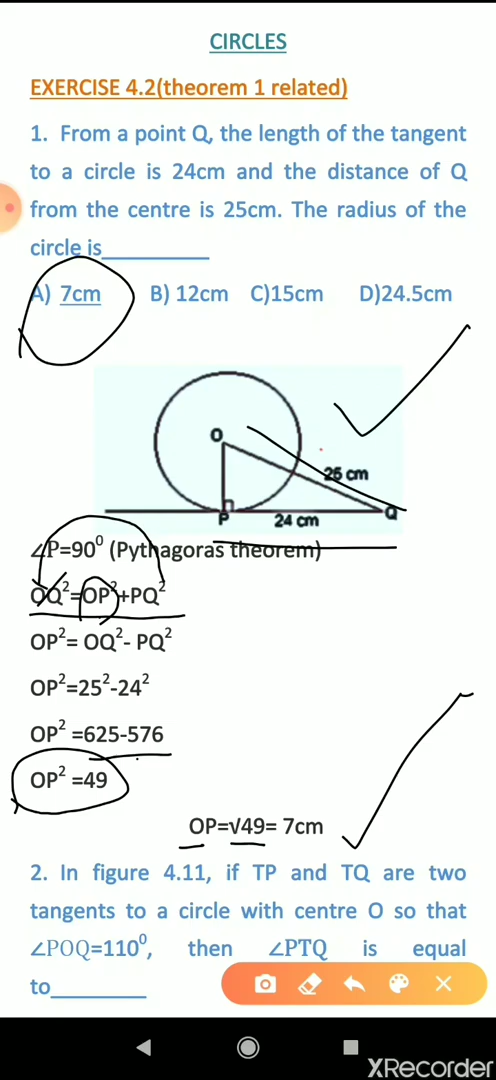 CIRCLES
EXERCISE 4.2(theorem 1 related)
1. From a point Q, the length of the tangent
to a circle is 24cm and the distance of Q
from the centre is 25cm. The radius of the
circle is__________
A) 7cm B) 12cm C)15cm D)24.5cm
O
25 cm
P 24 cm Q
∠P=90⁰ (Pythagoras theorem)
OQ²=OP²+PQ²
OP²= OQ²- PQ²
OP²=25²-24²
OP² =625-576
OP² =49
OP=√49= 7cm
2. In figure 4.11, if TP and TQ are two
tangents to a circle with centre O so that
∠POQ=110⁰, then ∠PTQ is equal
to_________
XRecorder